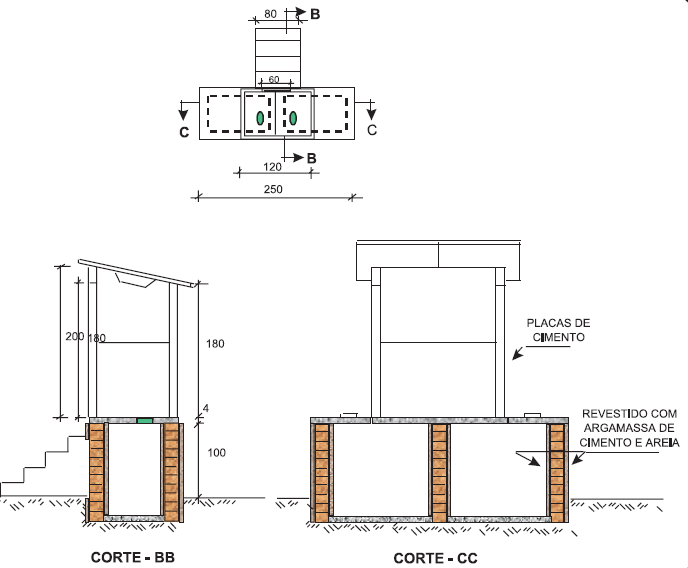 B
80
60
C
C
B
120
250
200
180
180
4
100
PLACAS DE
CIMENTO
REVESTIDO COM
ARGAMASSA DE
CIMENTO E AREIA
CORTE - BB
CORTE - CC